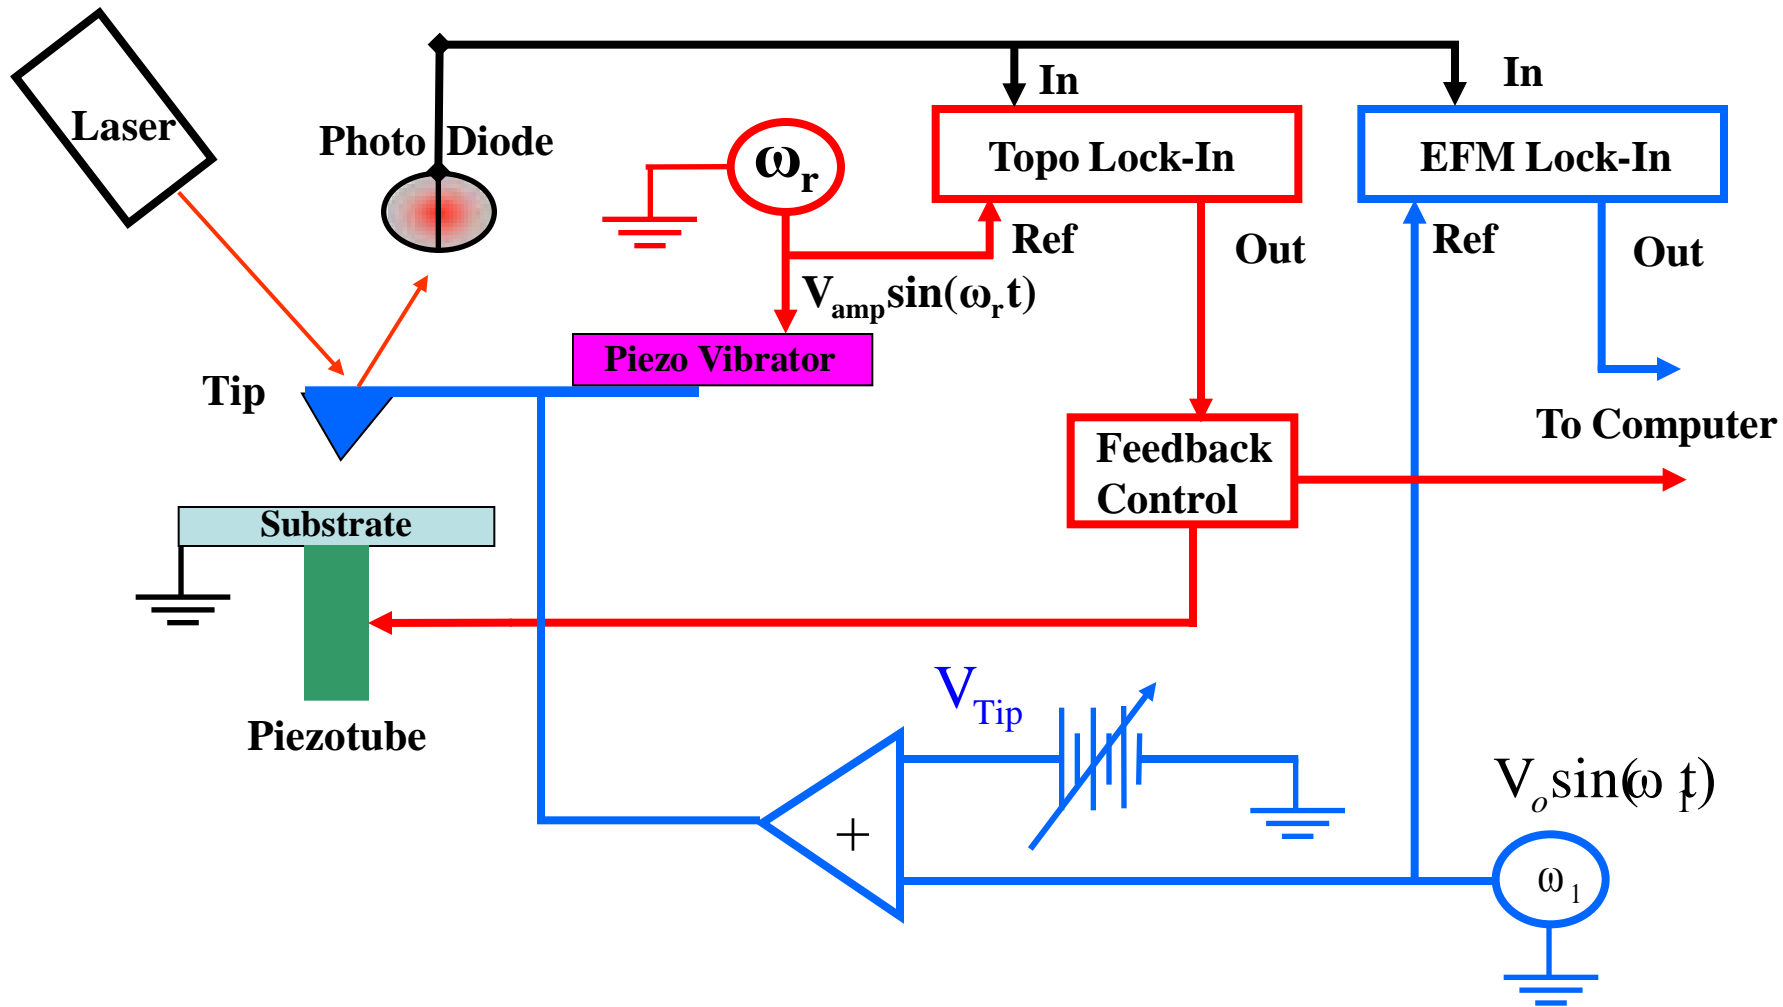 Laser
Photo Diode
ωr
In
In
Topo Lock-In
EFM Lock-In
Ref
Out
Ref
Out
Vampsin(ωrt)
Piezo Vibrator
Tip
To Computer
Feedback
Control
Substrate
Piezotube
VTip
Vosin(ω1t)
+
ω1